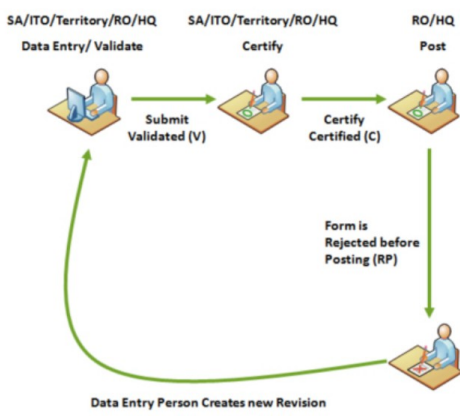 SA/ITO/Territory/RO/HQ
Data Entry/ Validate
SA/ITO/Territory/RO/HQ
Certify
RO/HQ
Post
Submit
Validated (V)
Certify
Certified (C)
Form is
Rejected before
Posting (RP)
Data Entry Person Creates new Revision